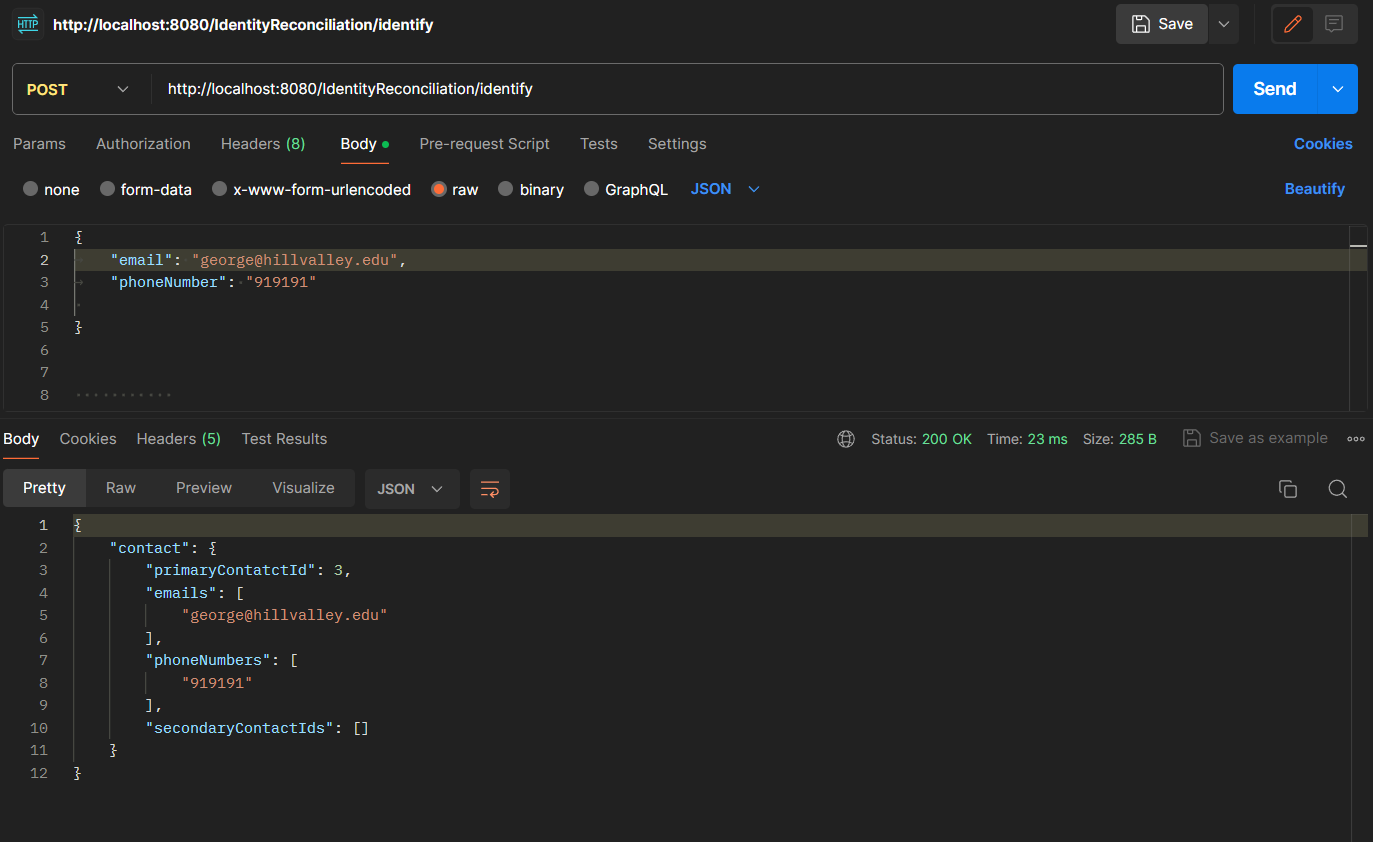 HTTP http://localhost:8080/IdentityReconciliation/identify Save
POST http://localhost:8080/IdentityReconciliation/identify Send
Params Authorization Headers (8) Body Pre-request Script Tests Settings Cookies
none form-data x-www-form-urlencoded raw binary GraphQL JSON Beautify
1 {
2 "email": "george@hillvalley.edu",
3 "phoneNumber": "919191"
4
5 }
6
7
8
Body Cookies Headers (5) Test Results Status: 200 OK Time: 23 ms Size: 285 B Save as example
Pretty Raw Preview Visualize JSON
1 {
2 "contact": {
3 "primaryContatctId": 3,
4 "emails": [
5 "george@hillvalley.edu"
6 ],
7 "phoneNumbers": [
8 "919191"
9 ],
10 "secondaryContactIds": []
11 }
12 }